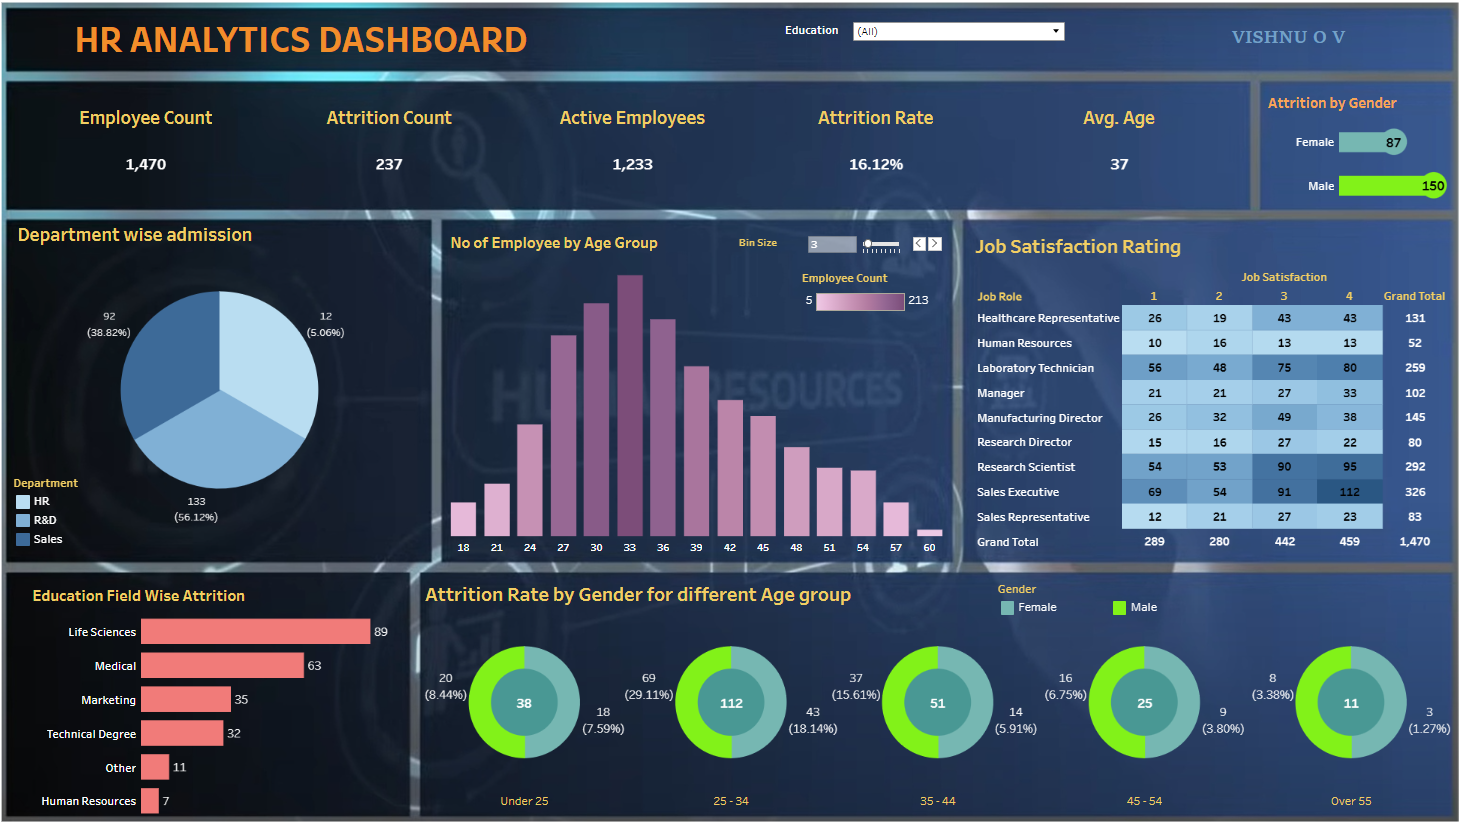 HR ANALYTICS DASHBOARD
Education (All)
VISHNU O V
Employee Count Attrition Count Active Employees Attrition Rate Avg. Age
1,470 237 1,233 16.12% 37
Attrition by Gender
Female 87
Male 150
Department wise admission
92
(38.82%)
12
(5.06%)
133
(56.12%)
Department
HR
R&D
Sales
No of Employee by Age Group
Bin Size 3
Employee Count
5 213
HUMAN RESOURCES
18 21 24 27 30 33 36 39 42 45 48 51 54 57 60
Job Satisfaction Rating
Job Satisfaction
Job Role 1 2 3 4 Grand Total
Healthcare Representative 26 19 43 43 131
Human Resources 10 16 13 13 52
Laboratory Technician 56 48 75 80 259
Manager 21 21 27 33 102
Manufacturing Director 26 32 49 38 145
Research Director 15 16 27 22 80
Research Scientist 54 53 90 95 292
Sales Executive 69 54 91 112 326
Sales Representative 12 21 27 23 83
Grand Total 289 280 442 459 1,470
Education Field Wise Attrition
Life Sciences 89
Medical 63
Marketing 35
Technical Degree 32
Other 11
Human Resources 7
Attrition Rate by Gender for different Age group
Gender
Female Male
20
(8.44%)
38
18
(7.59%)
Under 25
69
(29.11%)
112
43
(18.14%)
25 - 34
37
(15.61%)
51
14
(5.91%)
35 - 44
16
(6.75%)
25
9
(3.80%)
45 - 54
8
(3.38%)
11
3
(1.27%)
Over 55